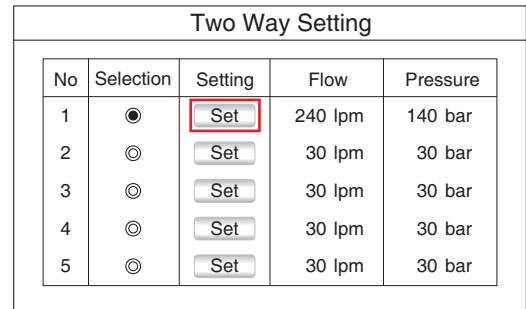 Two Way Setting
No Selection Setting Flow Pressure
1 Set 240 lpm 140 bar
2 Set 30 lpm 30 bar
3 Set 30 lpm 30 bar
4 Set 30 lpm 30 bar
5 Set 30 lpm 30 bar